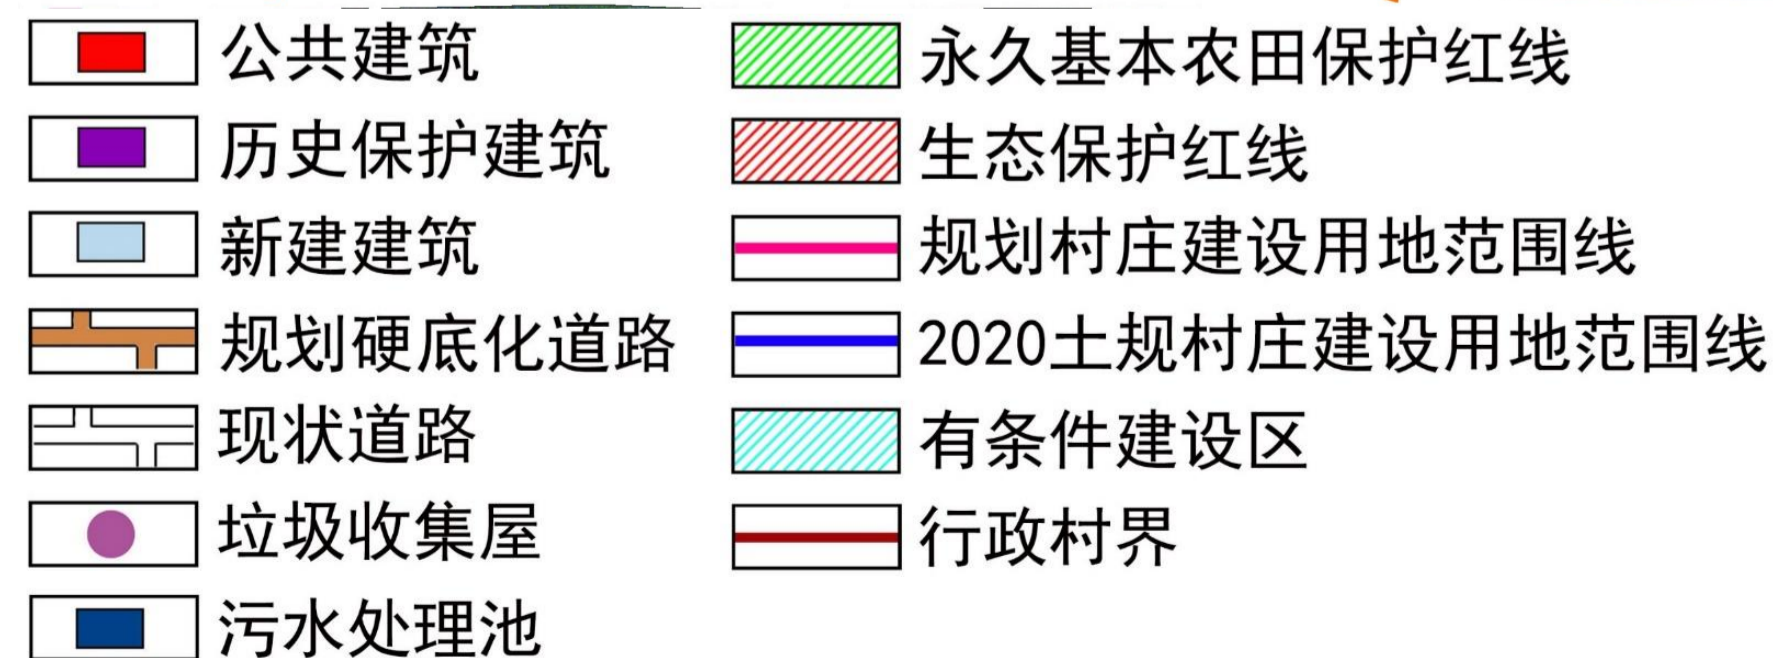 公共建筑
历史保护建筑
新建建筑
规划硬底化道路
现状道路
垃圾收集屋
污水处理池
永久基本农田保护红线
生态保护红线
规划村庄建设用地范围线
2020土规村庄建设用地范围线
有条件建设区
行政村界